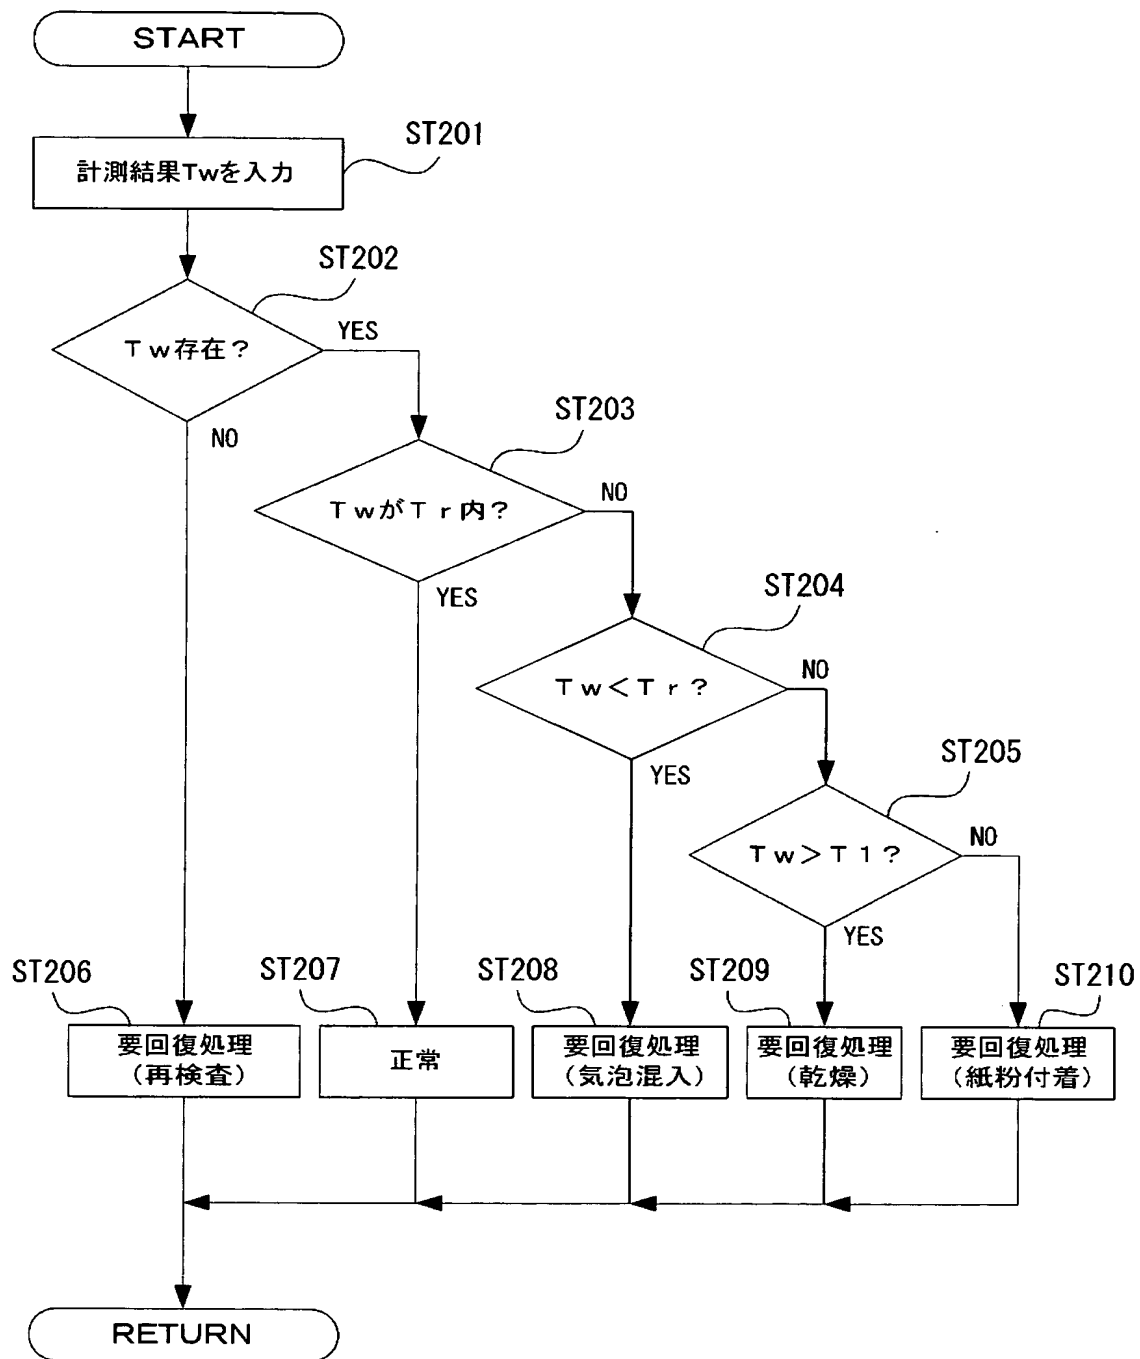 START
ST201
計測結果Twを入力
ST202
Tw存在?
YES
NO
ST203
TwがTr内?
NO
YES
ST204
Tw<Tr?
NO
YES
ST205
Tw>T1?
NO
YES
ST206
要回復処理
(再検査)
ST207
正常
ST208
要回復処理
(気泡混入)
ST209
要回復処理
(乾燥)
ST210
要回復処理
(紙粉付着)
RETURN